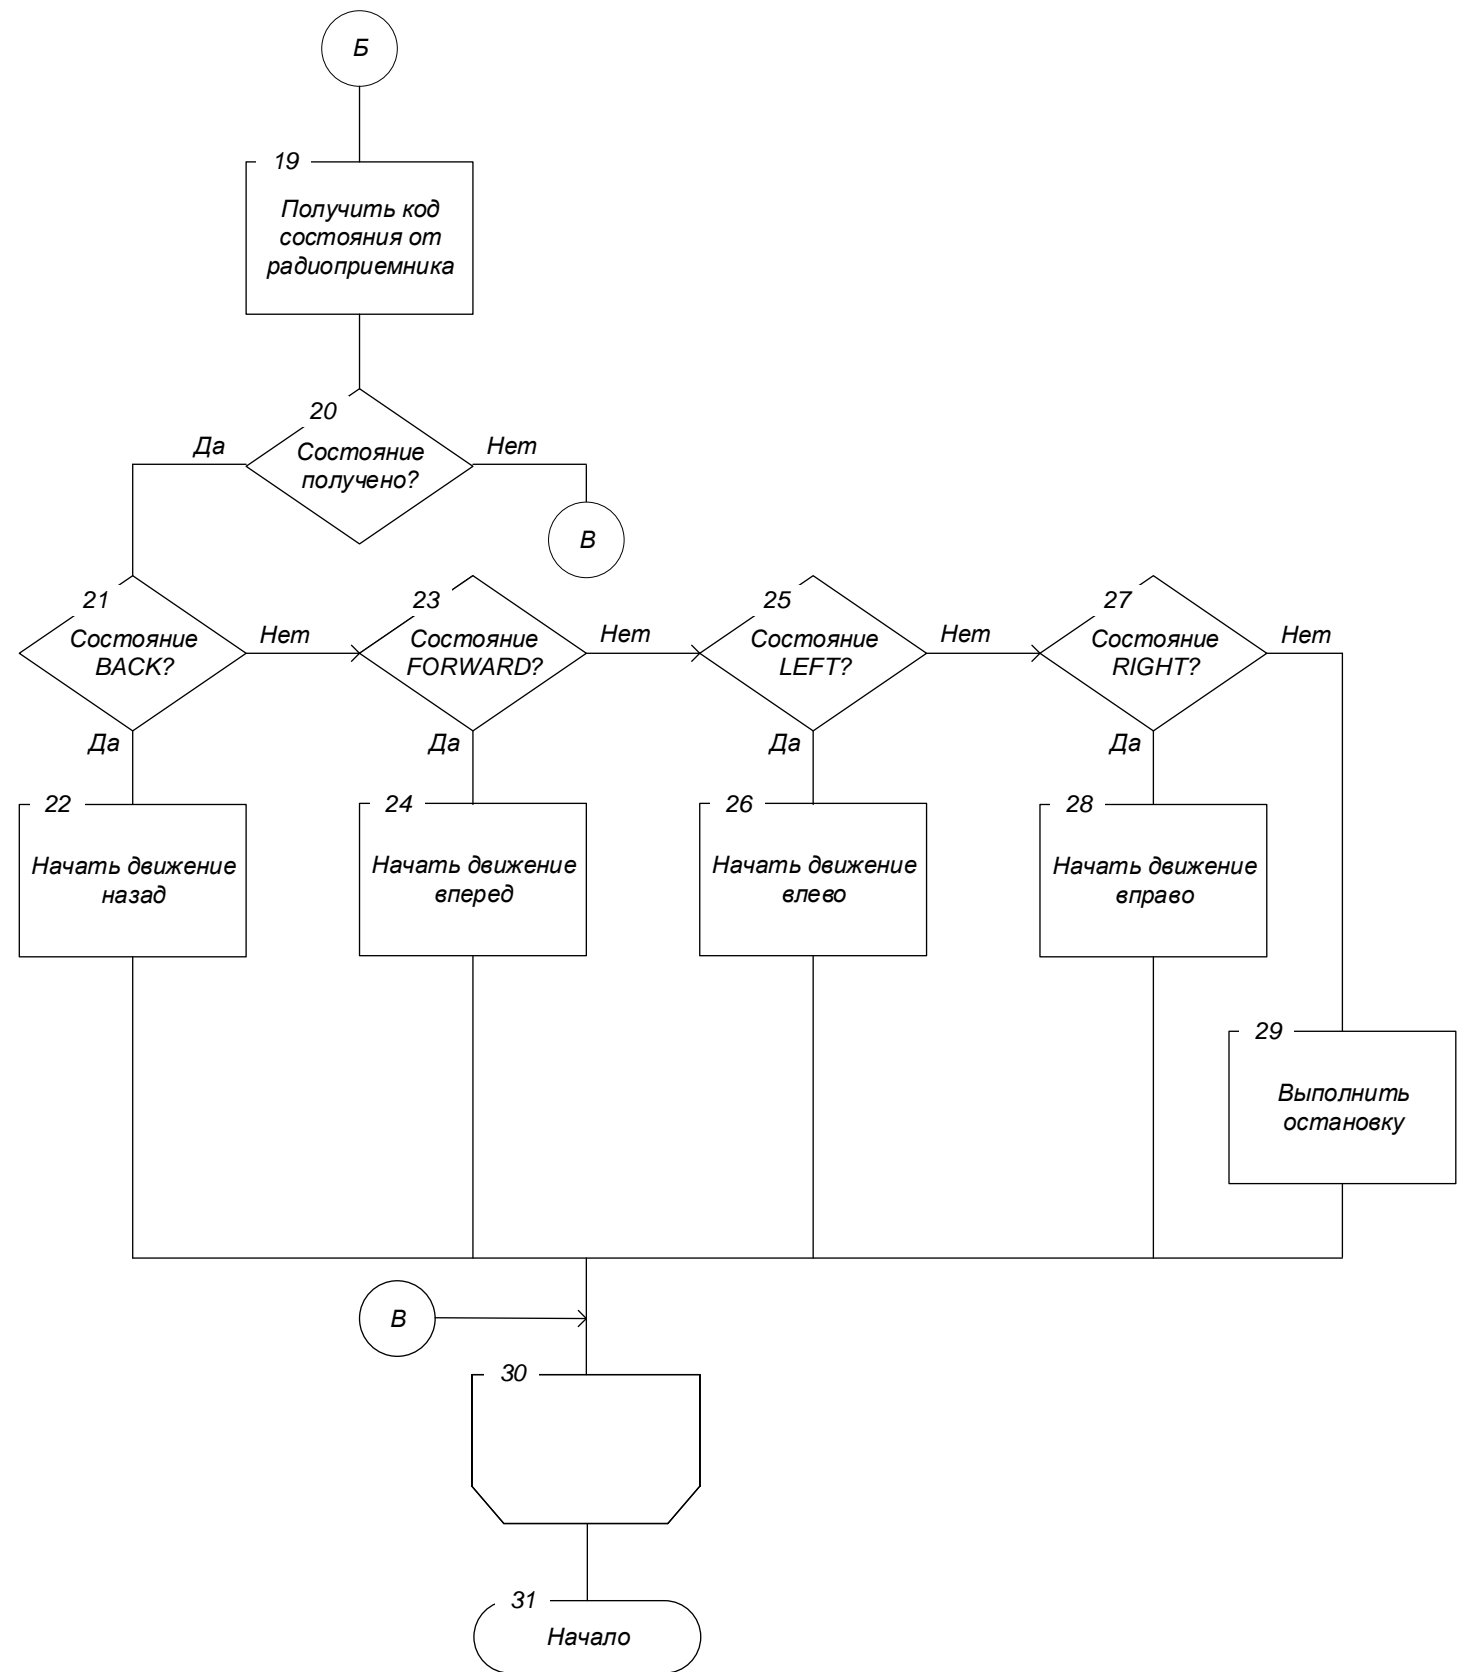 Б
19
Получить код
состояния от
радиоприемника
20
Да
Нет
Состояние
получено?
В
21
23
25
27
Состояние
BACK?
Нет
Состояние
FORWARD?
Нет
Состояние
LEFT?
Нет
Состояние
RIGHT?
Нет
Да
Да
Да
Да
22
Начать движение
назад
24
Начать движение
вперед
26
Начать движение
влево
28
Начать движение
вправо
29
Выполнить
остановку
В
30
31
Начало